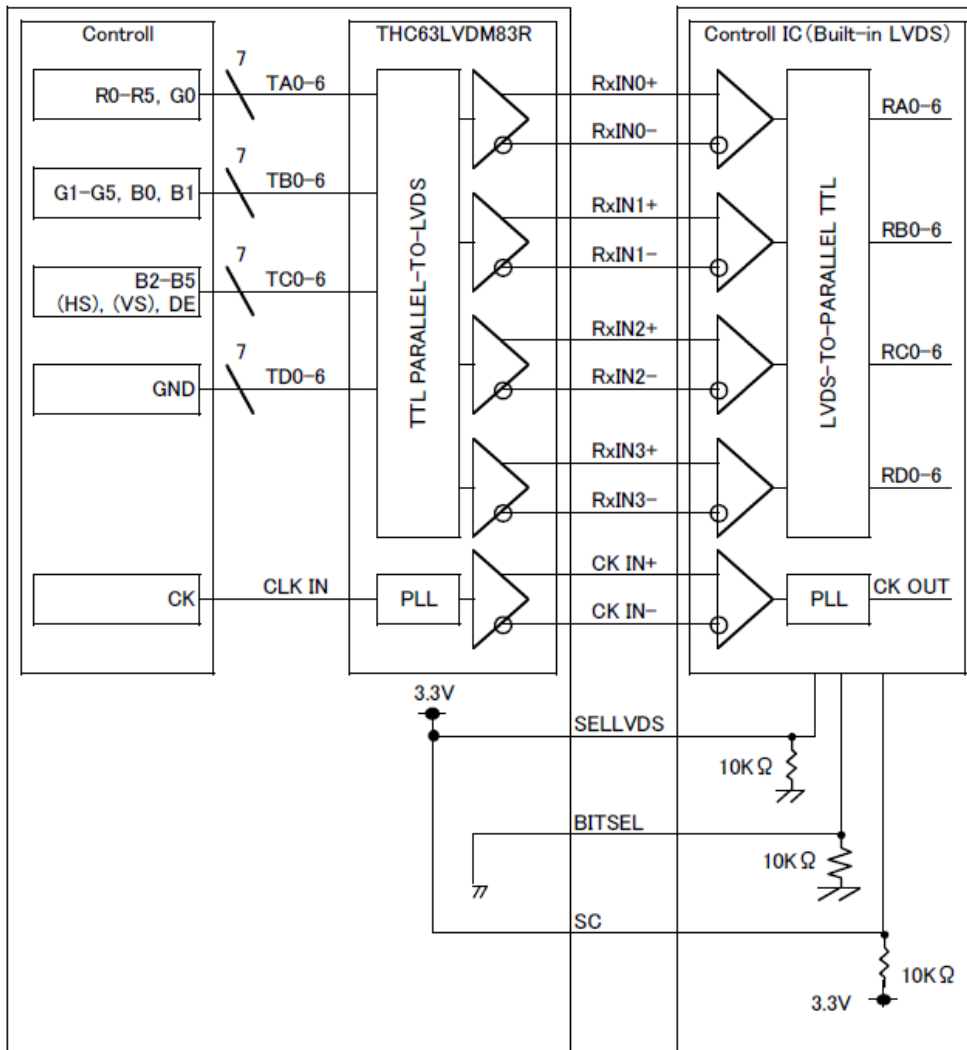 Controll
THC63LVDM83R
Controll IC(Built-in LVDS)
7
R0-R5, G0
TA0-6
RxIN0+
RA0-6
RxIN0-
7
G1-G5, B0, B1
TB0-6
RxIN1+
RB0-6
RxIN1-
7
B2-B5
(HS), (VS), DE
TC0-6
RxIN2+
RC0-6
RxIN2-
7
GND
TD0-6
RxIN3+
RD0-6
RxIN3-
TTL PARALLEL-TO-LVDS
LVDS-TO-PARALLEL TTL
CK
CLK IN
PLL
CK IN+
CK IN-
PLL
CK OUT
3.3V
SELLVDS
10KΩ
BITSEL
10KΩ
SC
10KΩ
3.3V